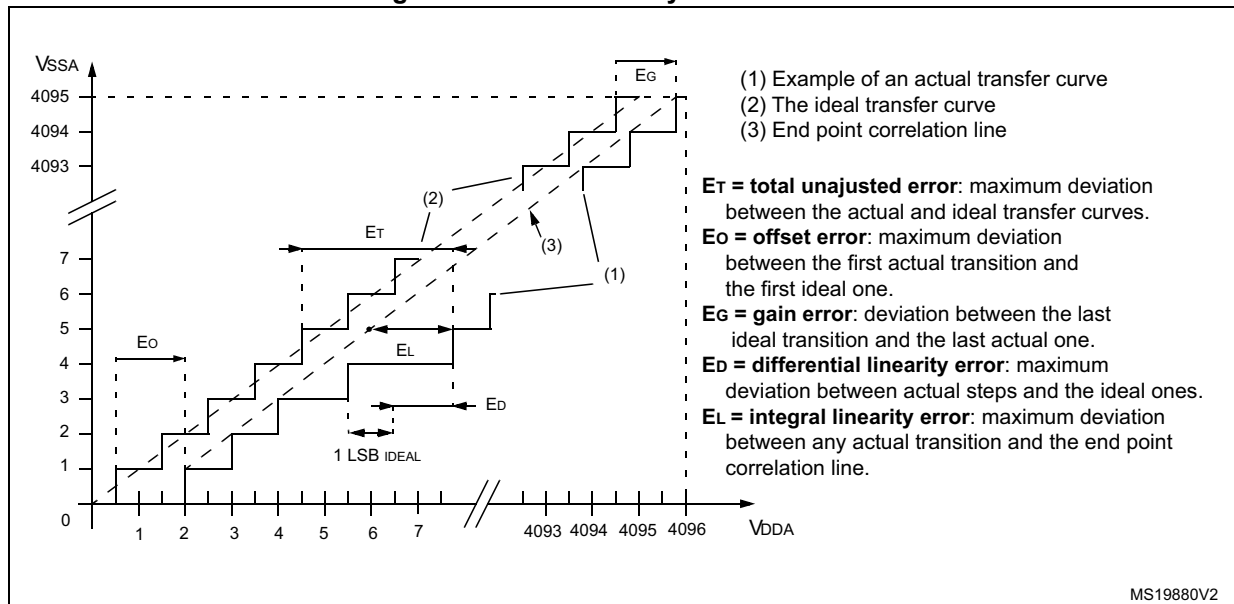 VSSA
EG
4095
4094
4093
(1) Example of an actual transfer curve
(2) The ideal transfer curve
(3) End point correlation line
ET = total unajusted error: maximum deviation
between the actual and ideal transfer curves.
EO = offset error: maximum deviation
between the first actual transition and
the first ideal one.
EG = gain error: deviation between the last
ideal transition and the last actual one.
ED = differential linearity error: maximum
deviation between actual steps and the ideal ones.
EL = integral linearity error: maximum deviation
between any actual transition and the end point
correlation line.
(2)
ET
(3)
(1)
7
6
5
4
3
2
1
0
EO
EL
ED
1 LSB IDEAL
1 2 3 4 5 6 7 4093 4094 4095 4096
VDDA
MS19880V2